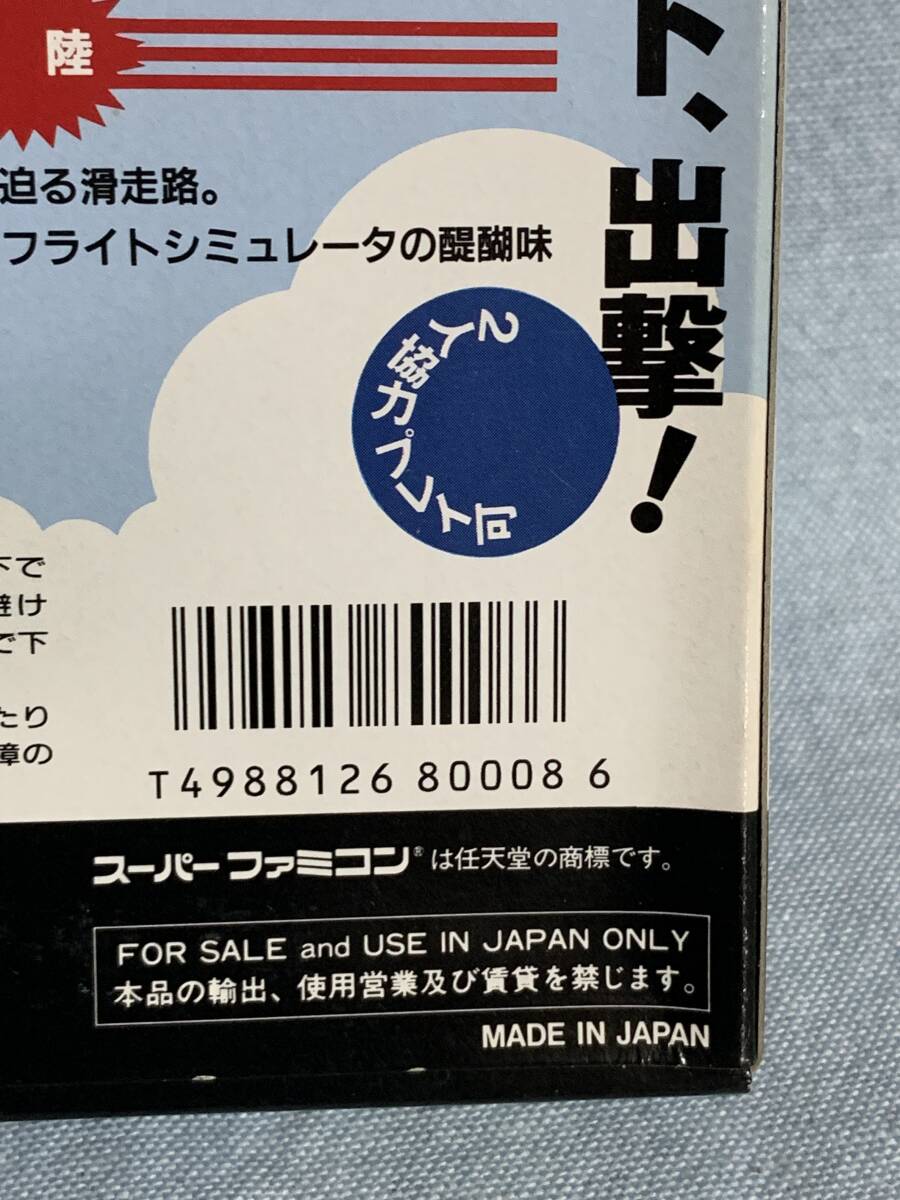 陸
ト、出撃！
迫る滑走路。
フライトシミュレータの醍醐味
2人協力プレイ可
下で
避け
で下
たり
障の
T4988126 80008 6
スーパーファミコン®は任天堂の商標です。
FOR SALE and USE IN JAPAN ONLY
本品の輸出、使用営業及び賃貸を禁じます。
MADE IN JAPAN